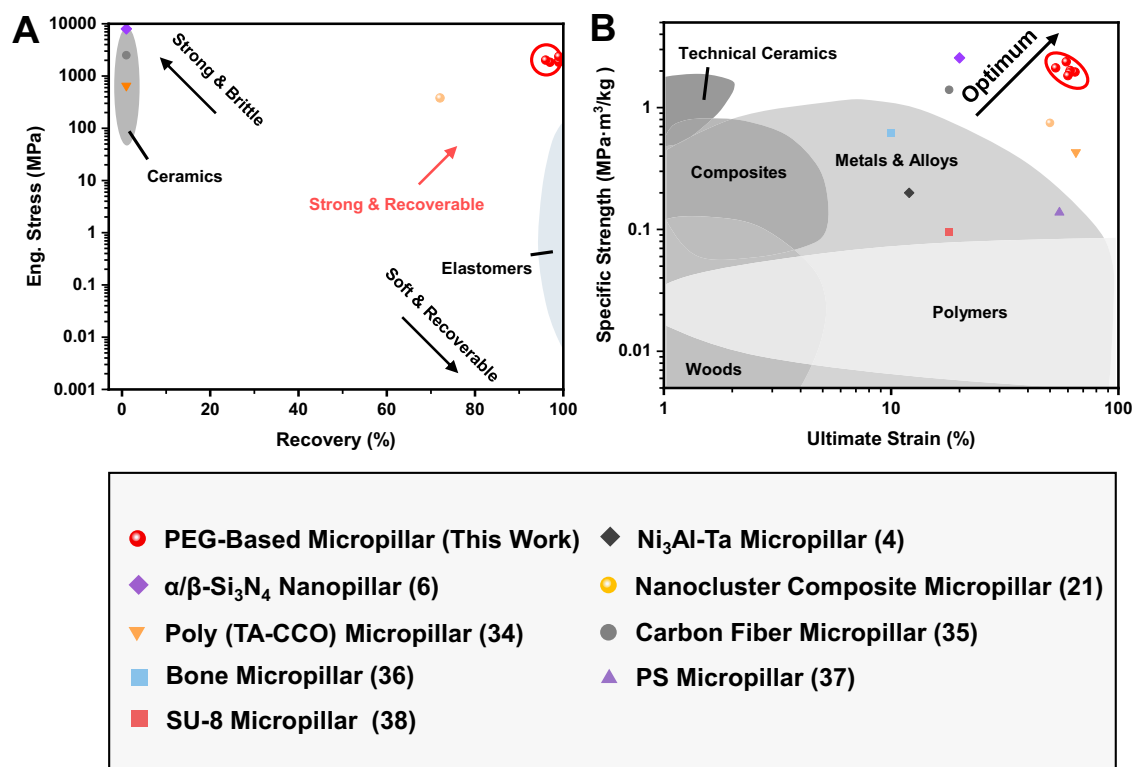 A
10000
1000
100
10
1
0.1
0.01
0.001
Eng. Stress (MPa)
0
20
40
60
80
100
Recovery (%)
Strong & Brittle
Ceramics
Strong & Recoverable
Elastomers
Soft & Recoverable
B
1
0.1
0.01
Specific Strength (MPa·m³/kg)
1
10
100
Ultimate Strain (%)
Technical Ceramics
Optimum
Composites
Metals & Alloys
Polymers
Woods
PEG-Based Micropillar (This Work)
α/β-Si₃N₄ Nanopillar (6)
Poly (TA-CCO) Micropillar (34)
Bone Micropillar (36)
SU-8 Micropillar (38)
Ni₃Al-Ta Micropillar (4)
Nanocluster Composite Micropillar (21)
Carbon Fiber Micropillar (35)
PS Micropillar (37)